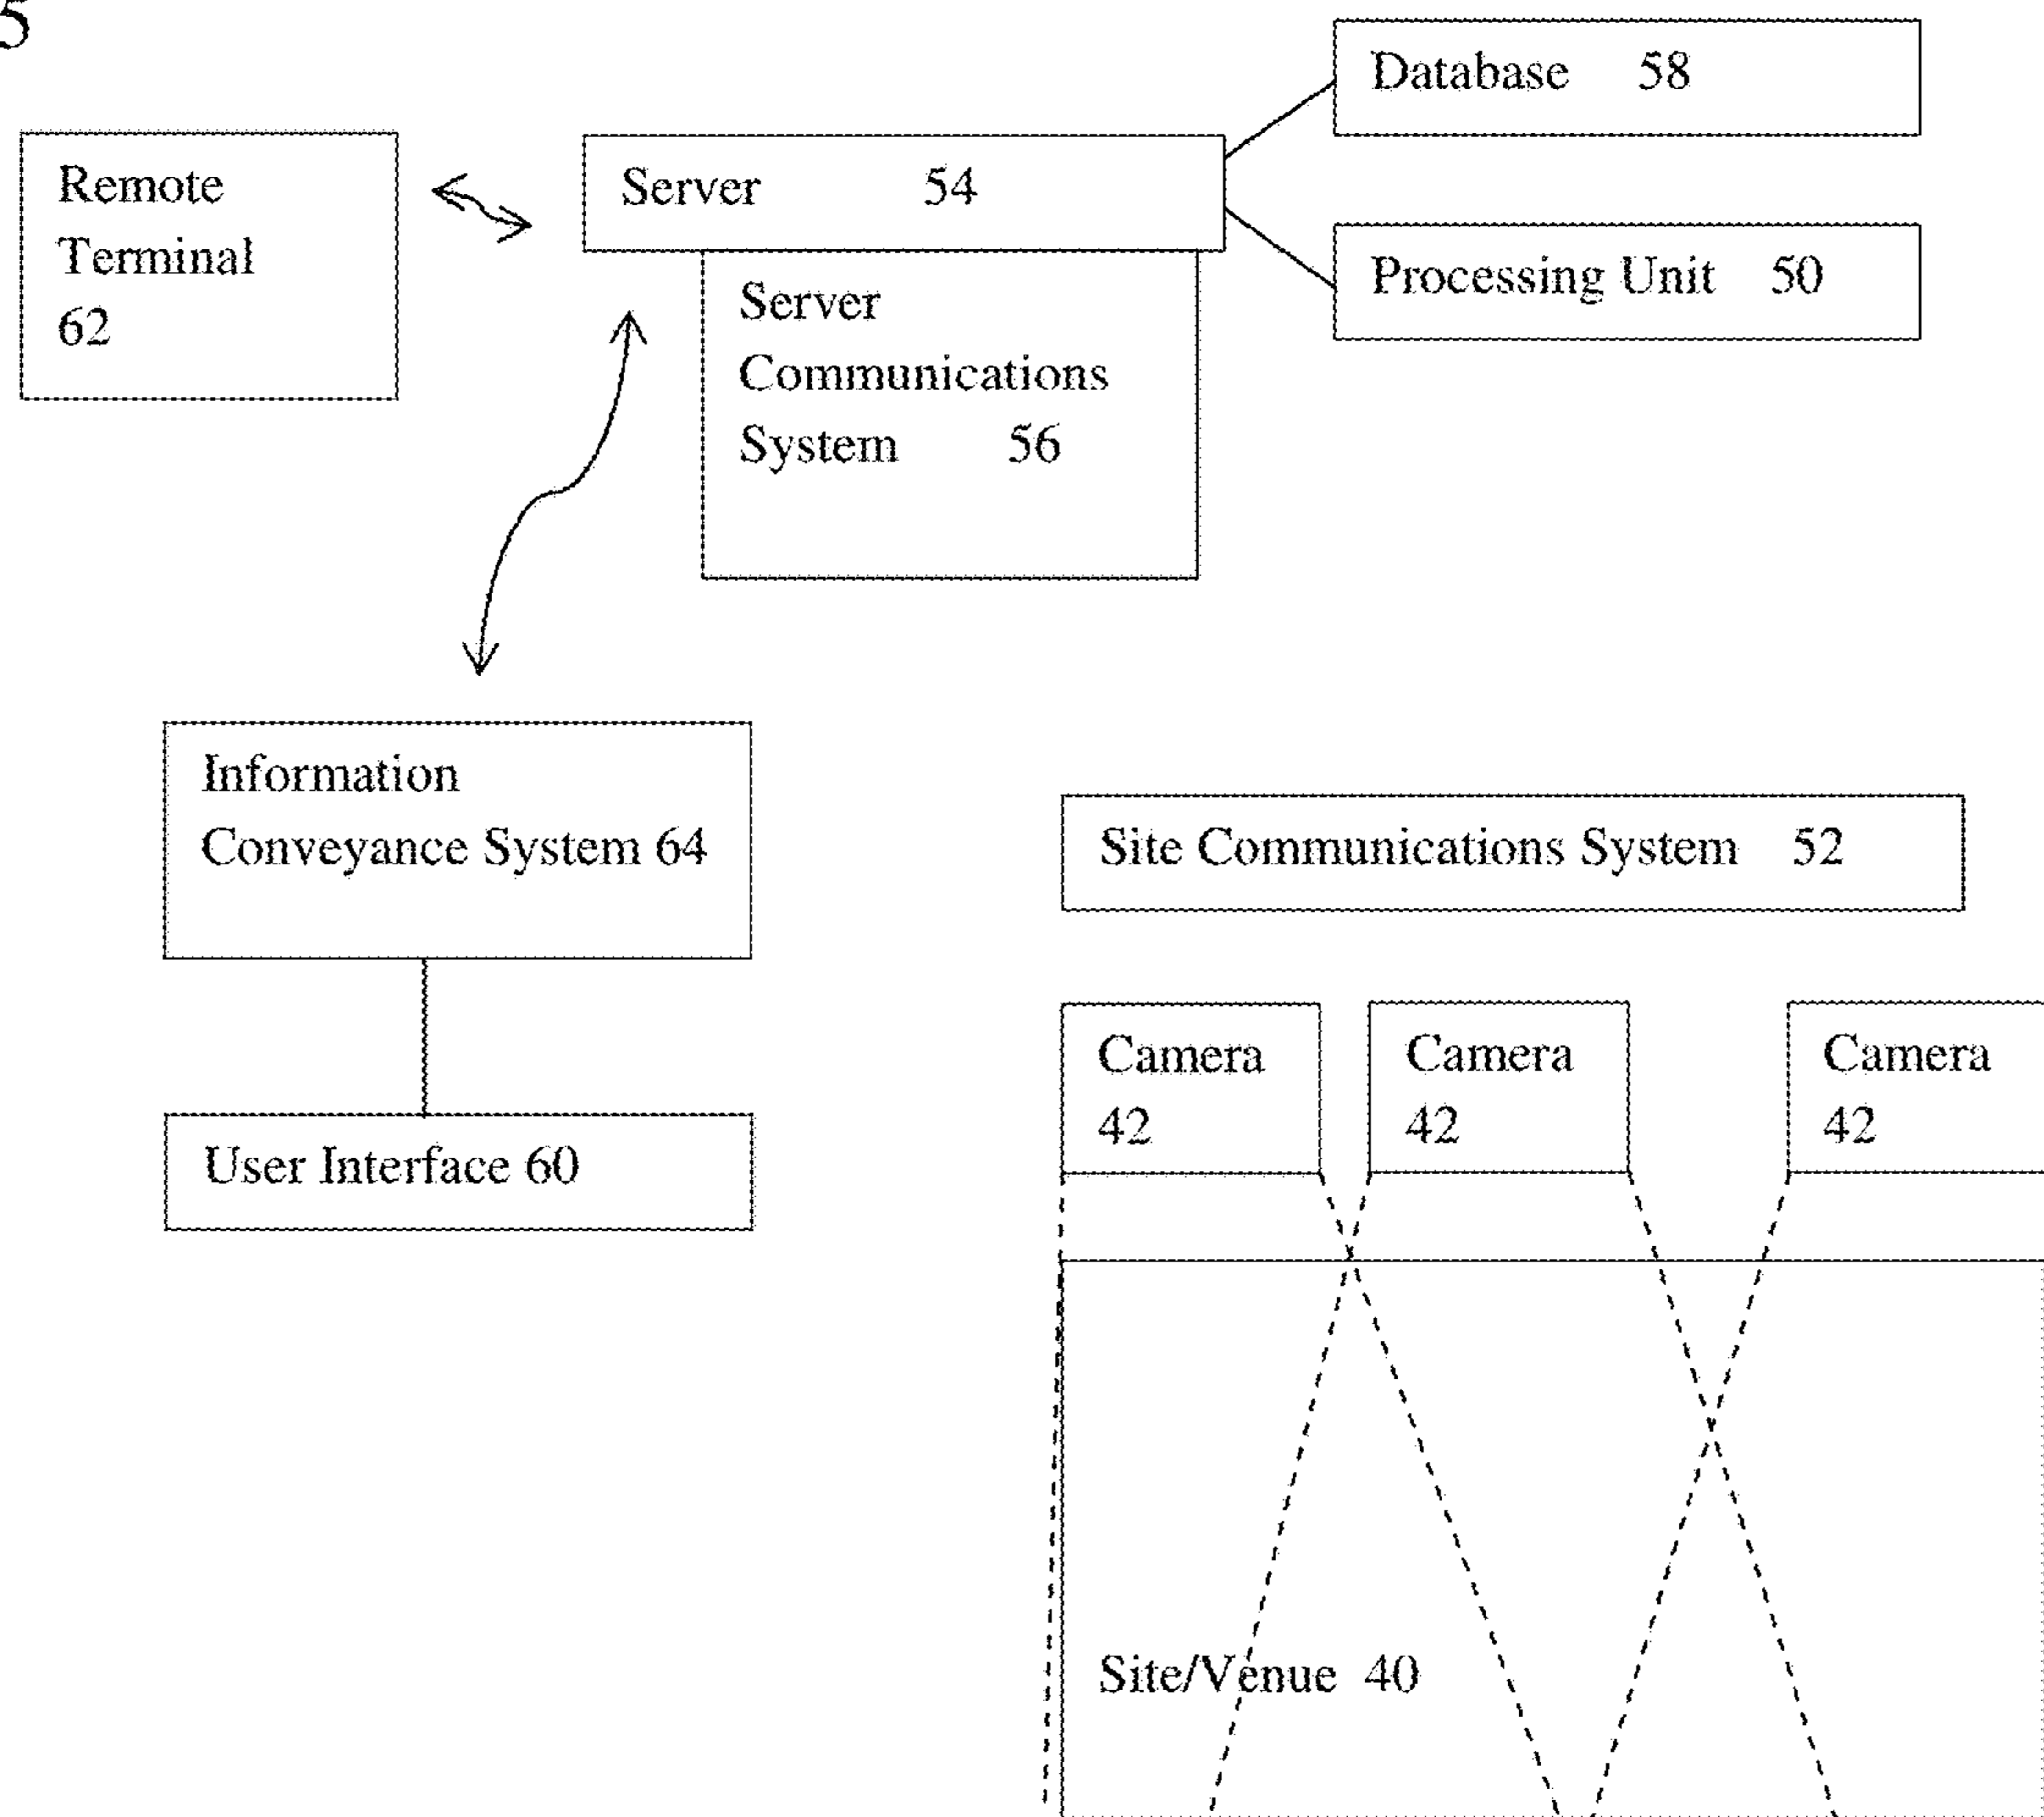 5
Database 58
Remote
Terminal
62
Server 54
Processing Unit 50
Server
Communications
System 56
Information
Conveyance System 64
Site Communications System 52
Camera
42
Camera
42
Camera
42
User Interface 60
Site/Venue 40